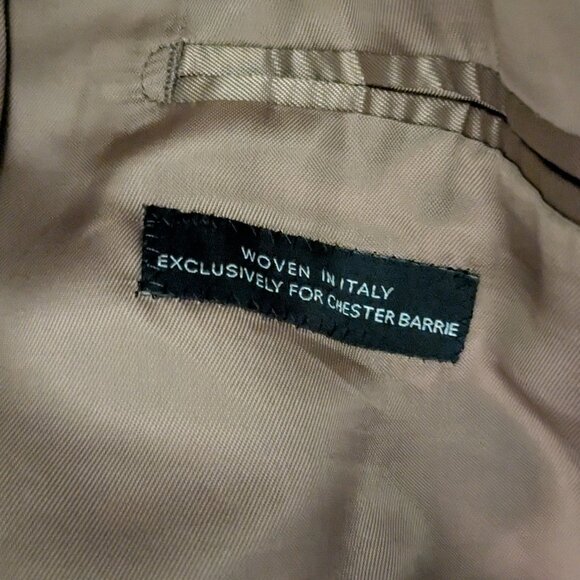 WOVEN IN ITALY
EXCLUSIVELY FOR CHESTER BARRIE